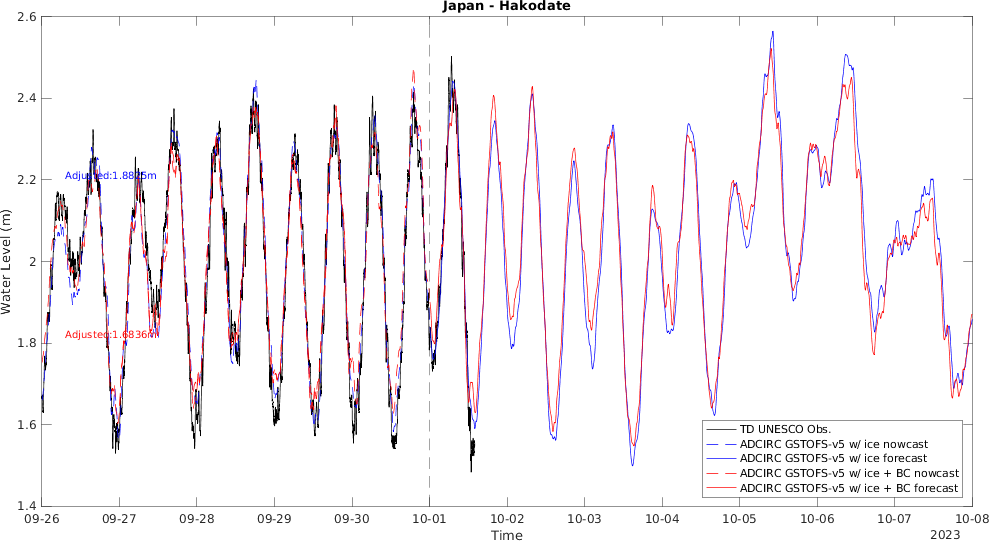 Japan - Hakodate
Water Level (m)
2.6
2.4
2.2
2
1.8
1.6
1.4
Adjusted:1.8825m
Adjusted:1.6836m
TD UNESCO Obs.
ADCIRC GSTOFS-v5 w/ ice nowcast
ADCIRC GSTOFS-v5 w/ ice forecast
ADCIRC GSTOFS-v5 w/ ice + BC nowcast
ADCIRC GSTOFS-v5 w/ ice + BC forecast
09-26 09-27 09-28 09-29 09-30 10-01 10-02 10-03 10-04 10-05 10-06 10-07 10-08
Time
2023